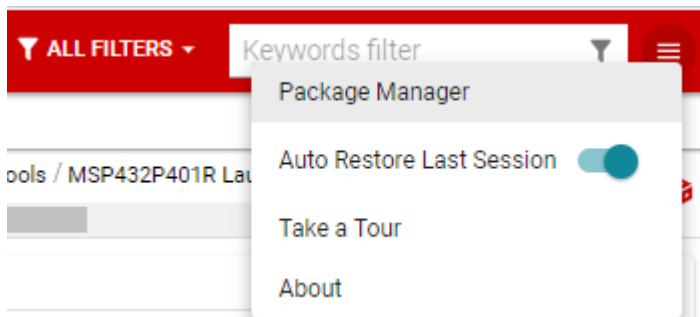 ALL FILTERS
Keywords filter
Package Manager
Auto Restore Last Session
ools / MSP432P401R Lau
Take a Tour
About